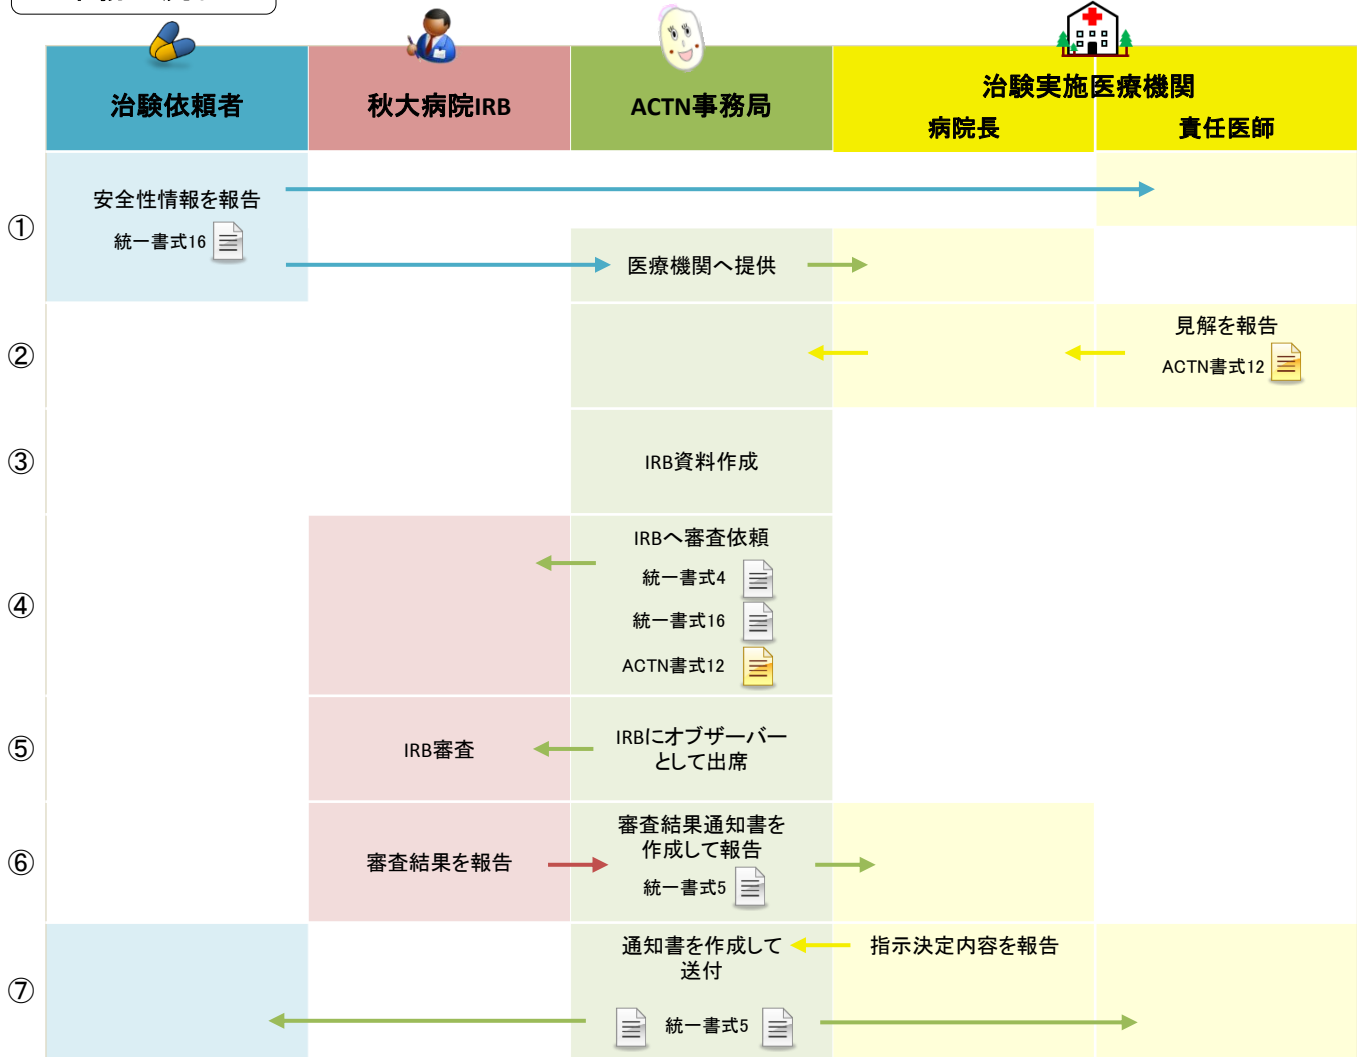 治験依頼者
秋大病院IRB
ACTN事務局
治験実施医療機関
病院長
責任医師
①
安全性情報を報告
統一書式16
医療機関へ提供
②
見解を報告
ACTN書式12
③
IRB資料作成
④
IRBへ審査依頼
統一書式4
統一書式16
ACTN書式12
⑤
IRB審査
IRBにオブザーバー
として出席
⑥
審査結果を報告
審査結果通知書を
作成して報告
統一書式5
⑦
通知書を作成して
送付
指示決定内容を報告
統一書式5